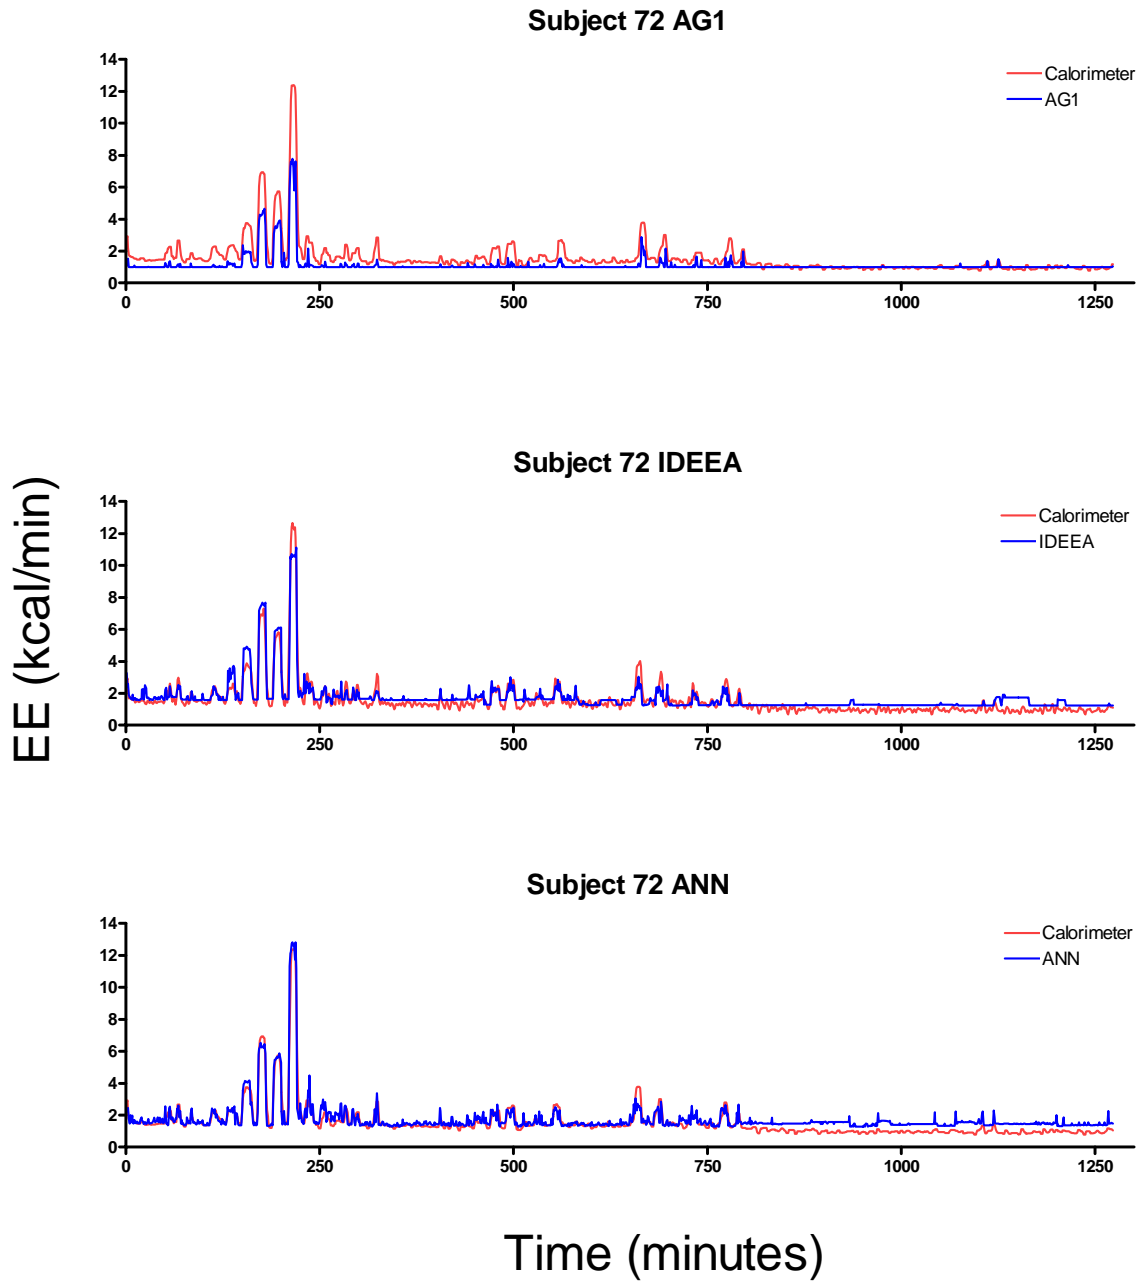 Subject 72 AG1
14
12
10
8
6
4
2
0
0 250 500 750 1000 1250
Calorimeter
AG1
Subject 72 IDEEA
EE (kcal/min)
14
12
10
8
6
4
2
0
0 250 500 750 1000 1250
Calorimeter
IDEEA
Subject 72 ANN
14
12
10
8
6
4
2
0
0 250 500 750 1000 1250
Calorimeter
ANN
Time (minutes)